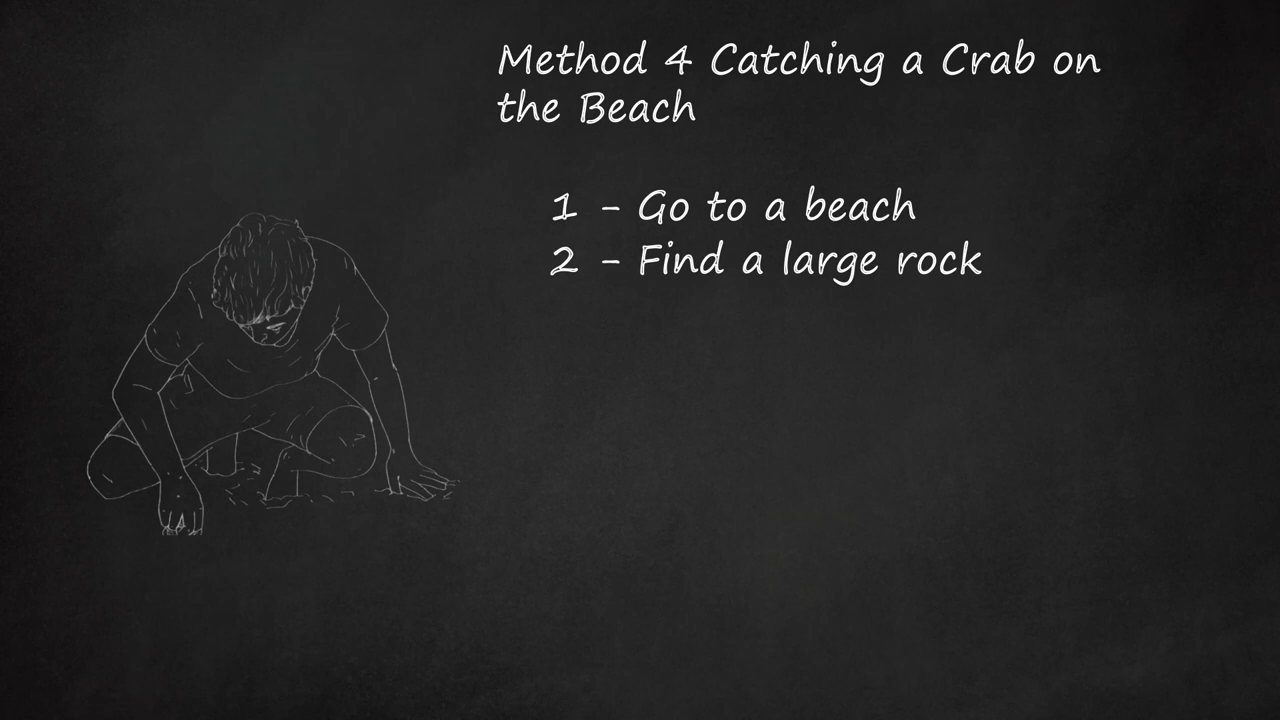 Method 4 Catching a Crab on
the Beach
1 - Go to a beach
2 - Find a large rock